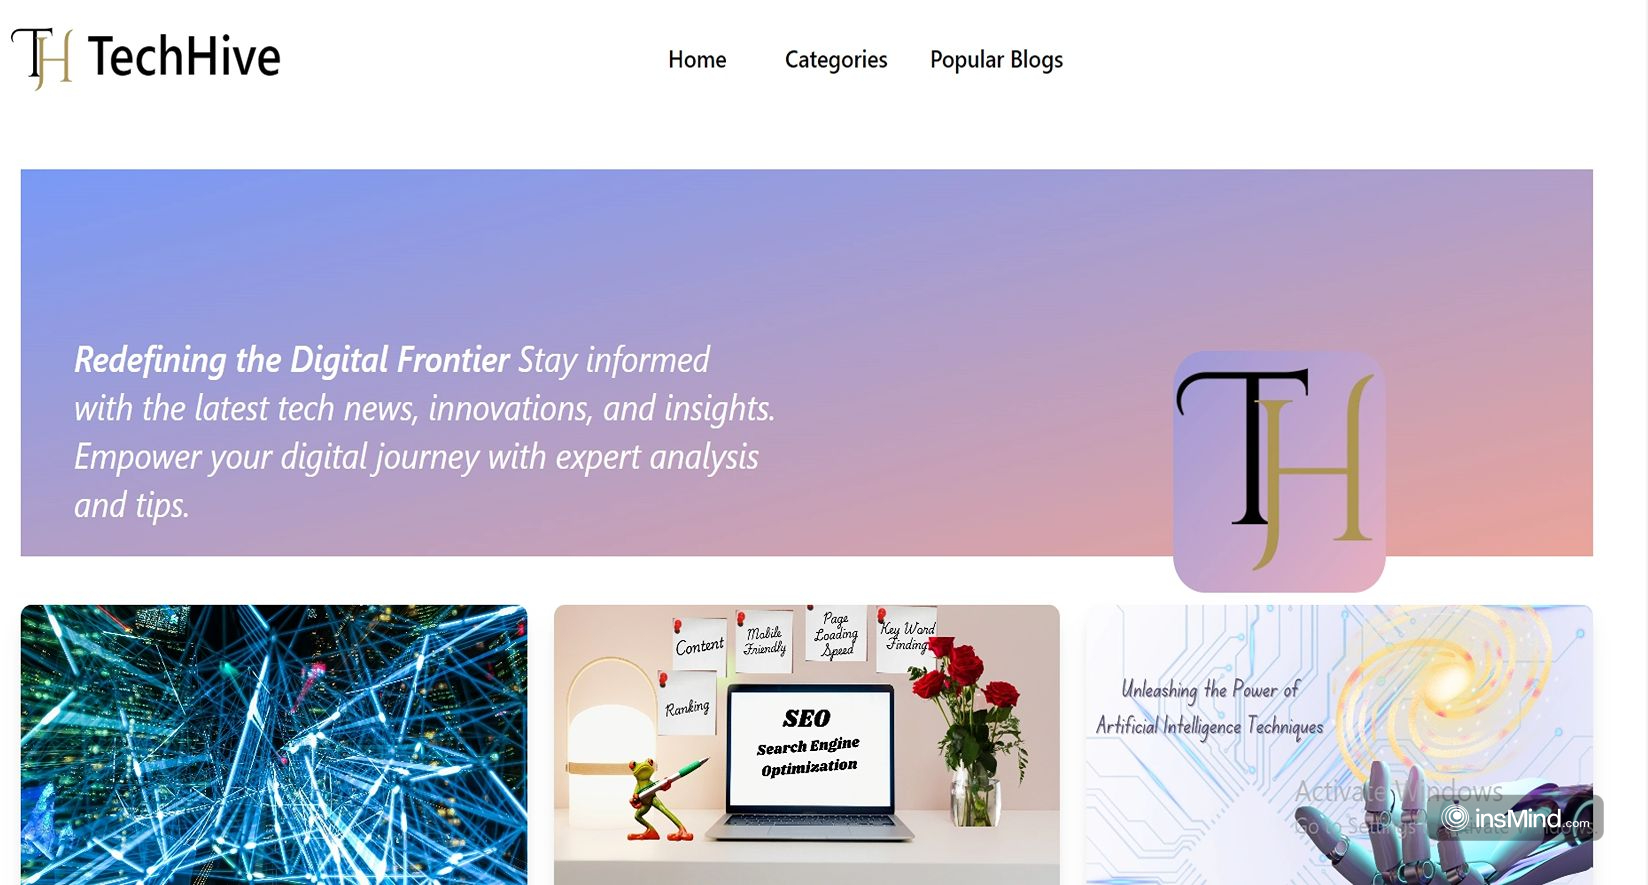 TH TechHive
Home Categories Popular Blogs
Redefining the Digital Frontier Stay informed
with the latest tech news, innovations, and insights.
Empower your digital journey with expert analysis
and tips.
TH
Content
Mobile
Friendly
Page
Loading
Speed
Key Word
Finding
Ranking
SEO
Search Engine
Optimization
Unleashing the Power of
Artificial Intelligence Techniques
Activate Windows
Go to Settings to activate Windows.
insMind.com